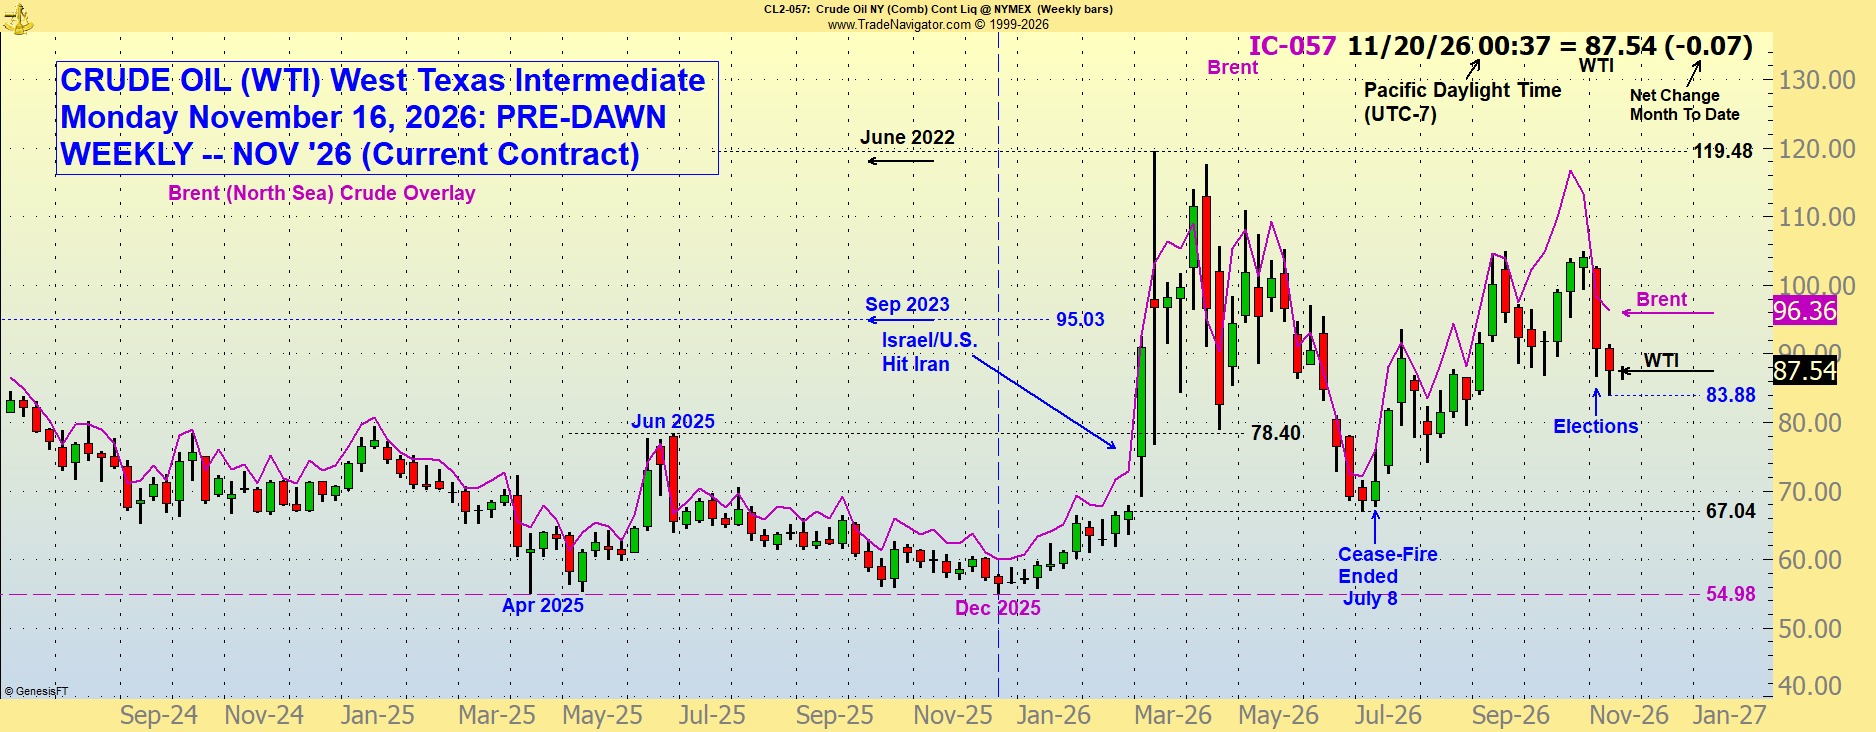 CL2-057: Crude Oil NY (Comb) Cont Liq @ NYMEX (Weekly bars)
www.TradeNavigator.com © 1999-2026
IC-057 11/20/26 00:37 = 87.54 (-0.07)
Brent
WTI
Pacific Daylight Time
(UTC-7)
Net Change
Month To Date
CRUDE OIL (WTI) West Texas Intermediate
Monday November 16, 2026: PRE-DAWN
WEEKLY -- NOV '26 (Current Contract)
Brent (North Sea) Crude Overlay
June 2022
119.48
Sep 2023
95.03
Israel/U.S.
Hit Iran
Brent
96.36
WTI
87.54
83.88
Elections
Jun 2025
78.40
67.04
Cease-Fire
Ended
July 8
Apr 2025
Dec 2025
54.98
130.00
120.00
110.00
100.00
90.00
80.00
70.00
60.00
50.00
40.00
© GenesisFT
Sep-24 Nov-24 Jan-25 Mar-25 May-25 Jul-25 Sep-25 Nov-25 Jan-26 Mar-26 May-26 Jul-26 Sep-26 Nov-26 Jan-27